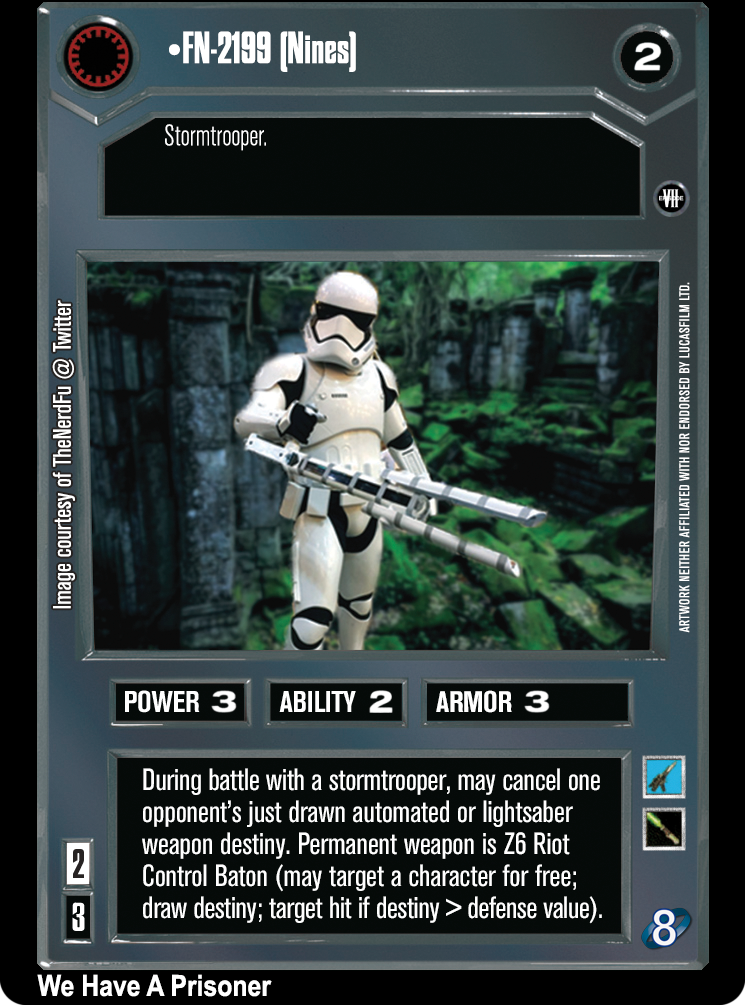 •FN-2199 (Nines)
2
Stormtrooper.
EPISODE
VII
Image courtesy of TheNerdFu @ Twitter
ARTWORK NEITHER AFFILIATED WITH NOR ENDORSED BY LUCASFILM LTD.
POWER 3
ABILITY 2
ARMOR 3
During battle with a stormtrooper, may cancel one
opponent's just drawn automated or lightsaber
weapon destiny. Permanent weapon is Z6 Riot
Control Baton (may target a character for free;
draw destiny; target hit if destiny > defense value).
2
3
8
We Have A Prisoner